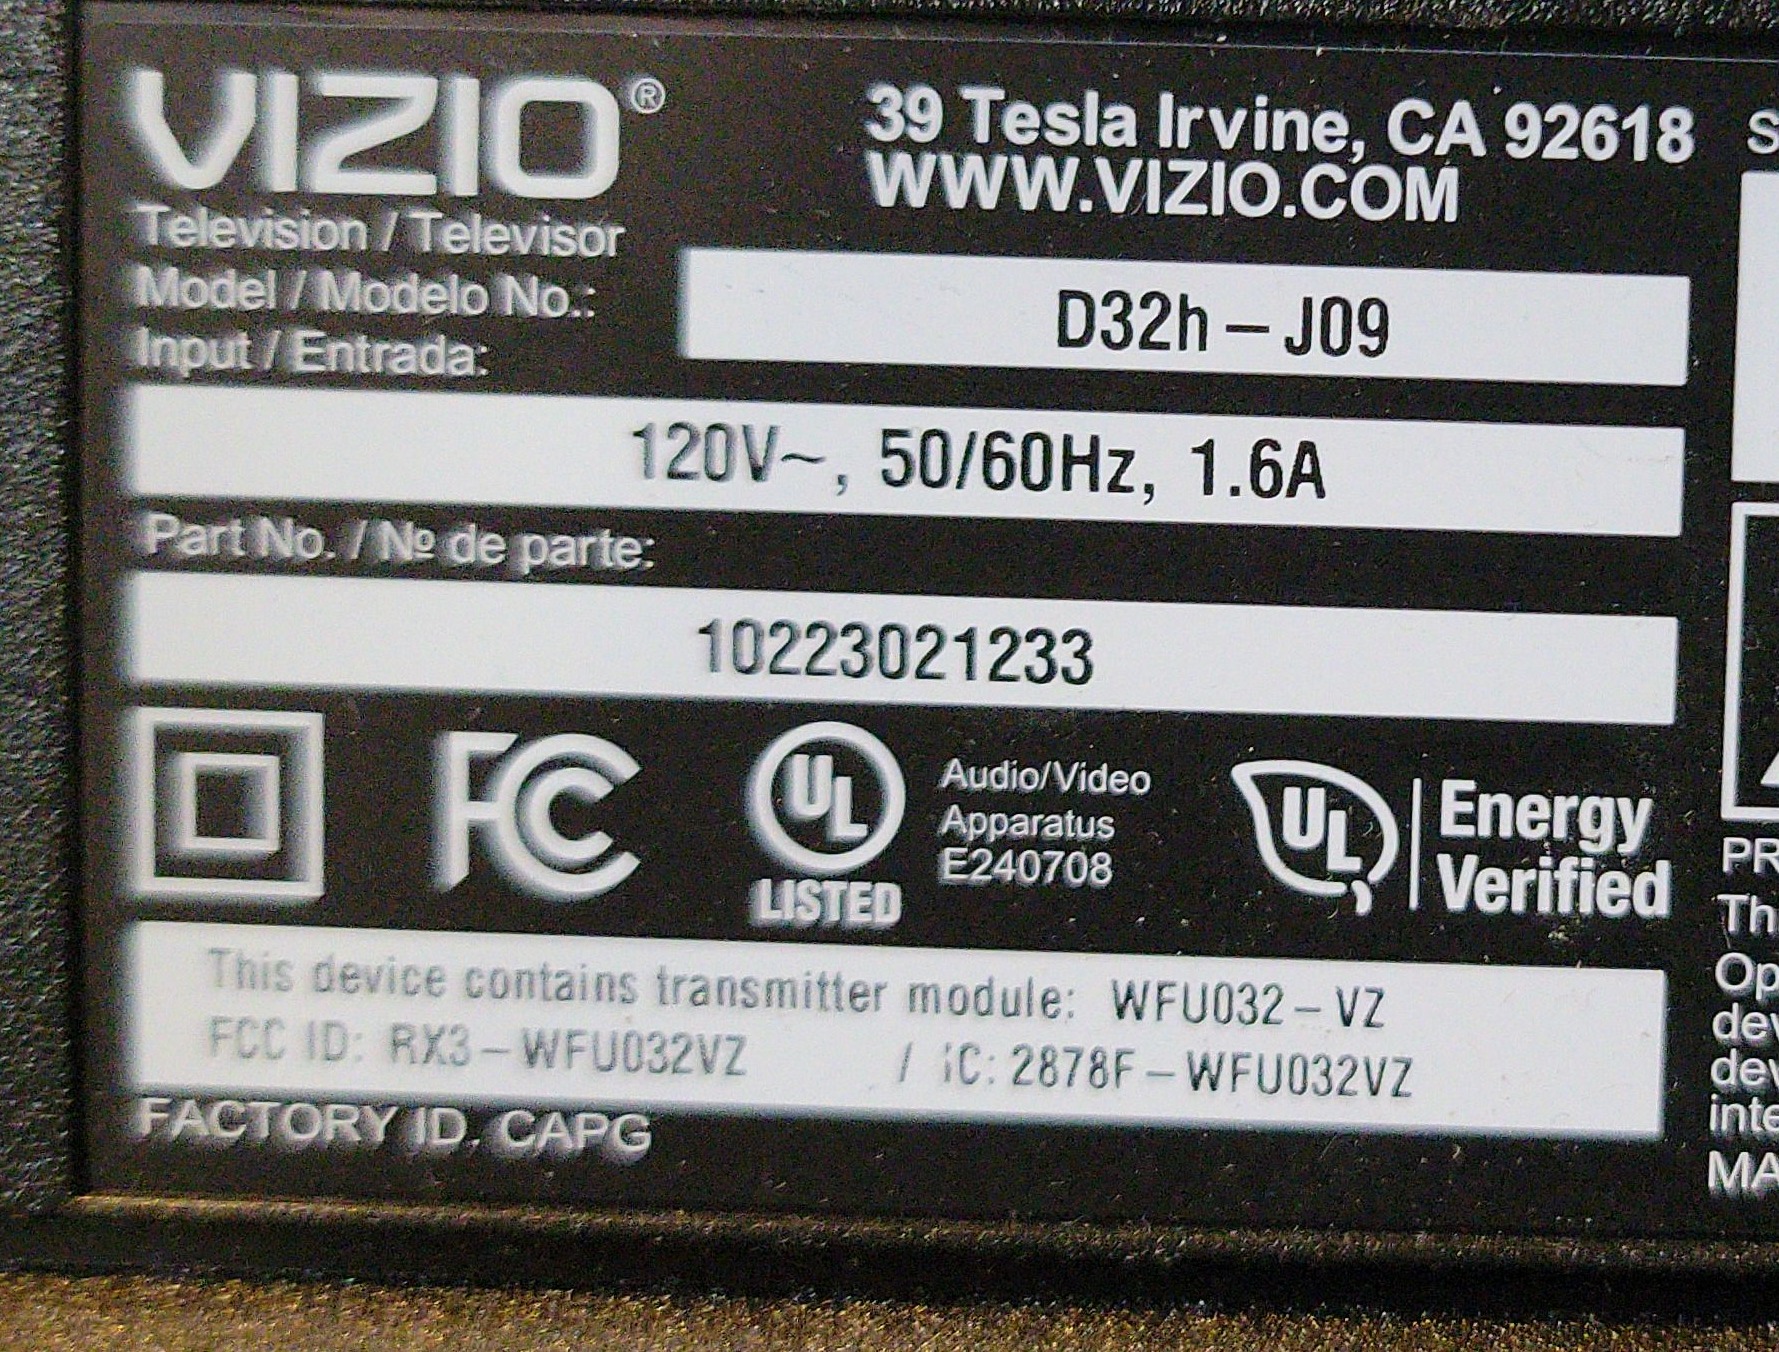 VIZIO®
39 Tesla Irvine, CA 92618
WWW.VIZIO.COM
Television / Televisor
Model / Modelo No.:
D32h-J09
Input / Entrada:
120V~, 50/60Hz, 1.6A
Part No. / № de parte:
10223021233
FC
UL
LISTED
Audio/Video
Apparatus
E240708
UL
Energy
Verified
This device contains transmitter module: WFU032-VZ
FCC ID: RX3-WFU032VZ / iC: 2878F-WFU032VZ
FACTORY ID. CAPG